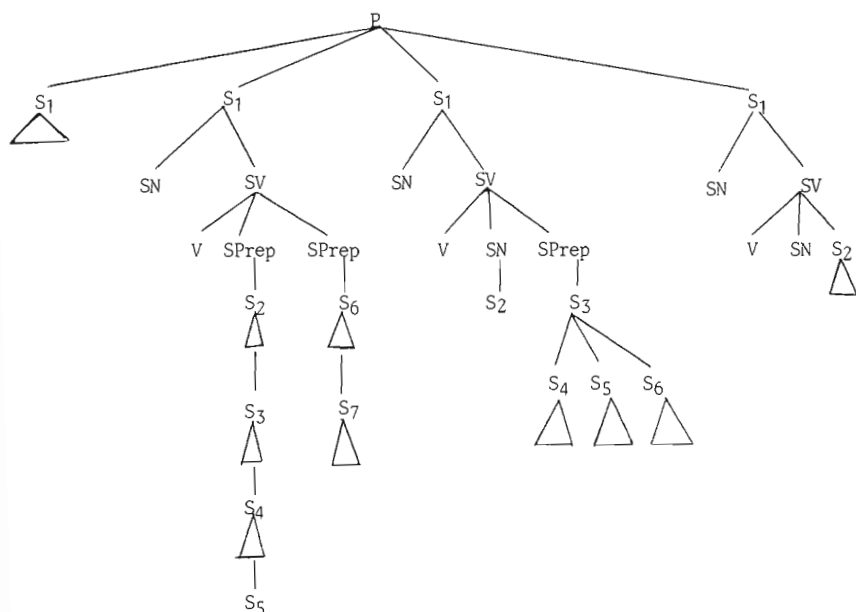 P
S1 S1 S1 S1
SN SV SN SV SN SV
V SPrep SPrep V SN SPrep V SN S2
S2 S6 S2 S3
S4 S5 S6
S3 S7
S4
S5